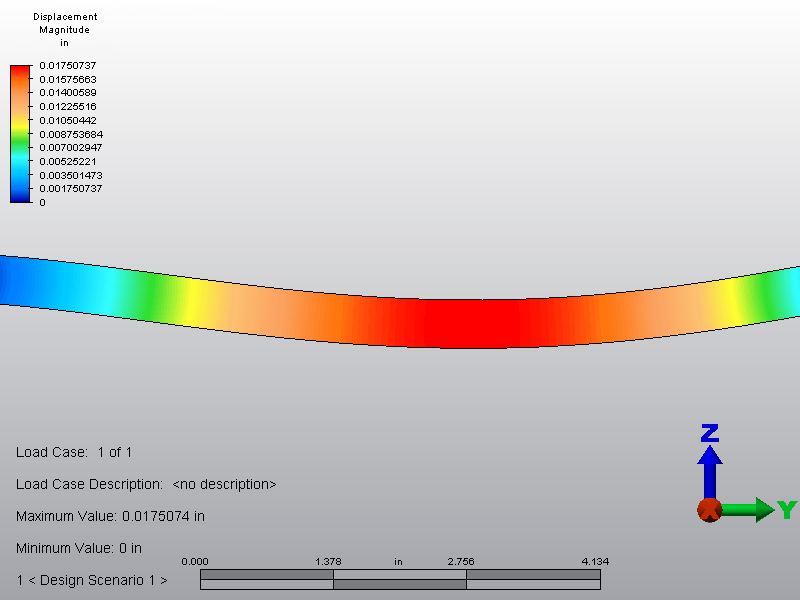 Displacement
Magnitude
in
0.01750737
0.01575663
0.01400589
0.01225516
0.01050442
0.008753684
0.007002947
0.00525221
0.003501473
0.001750737
0
Z
Y
Load Case:  1 of 1
Load Case Description:  <no description>
Maximum Value: 0.0175074 in
Minimum Value: 0 in
0.000 1.378 in 2.756 4.134
1 < Design Scenario 1 >